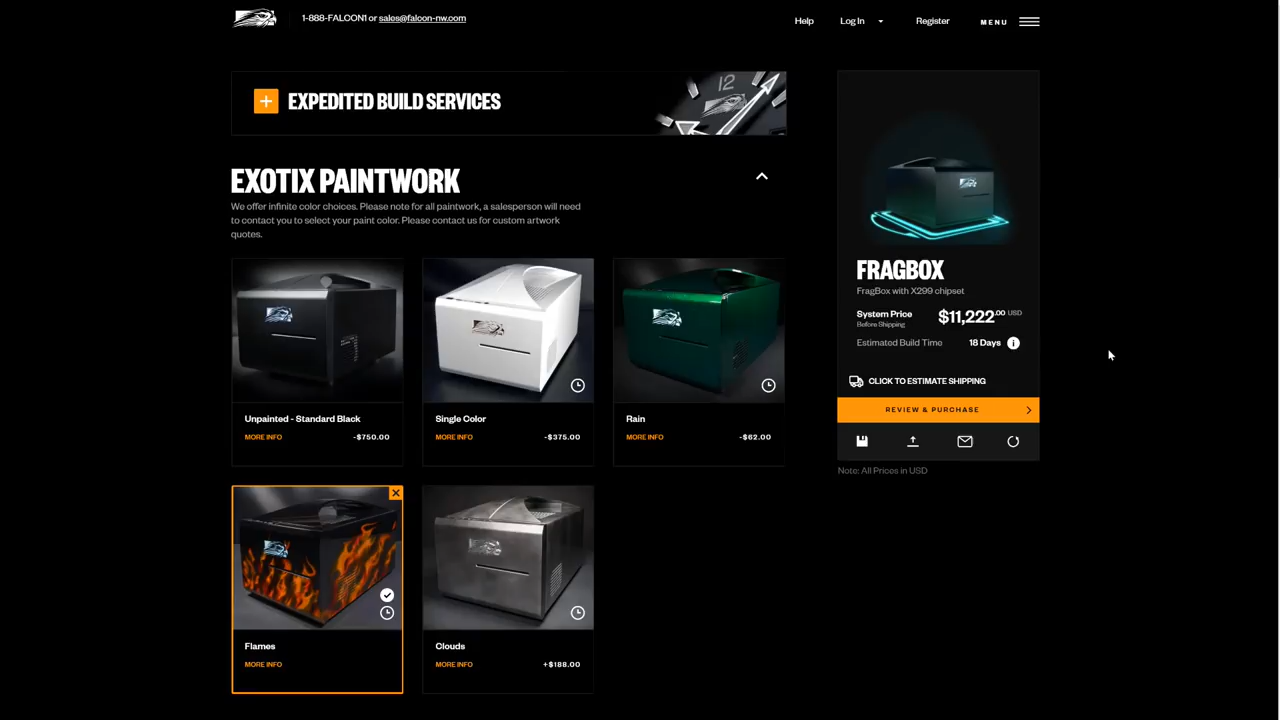 1-888-FALCON1 or sales@falcon-nw.com
Help
Log In
Register
MENU
EXPEDITED BUILD SERVICES
12
EXOTIX PAINTWORK
We offer infinite color choices. Please note for all paintwork, a salesperson will need
to contact you to select your paint color. Please contact us for custom artwork
quotes.
Unpainted - Standard Black
MORE INFO
-$750.00
Single Color
MORE INFO
-$375.00
Rain
MORE INFO
-$62.00
Flames
MORE INFO
Clouds
MORE INFO
+$188.00
FRAGBOX
FragBox with X299 chipset
System Price
Before Shipping
$11,222.00 USD
Estimated Build Time
18 Days
CLICK TO ESTIMATE SHIPPING
REVIEW & PURCHASE
Note: All Prices in USD